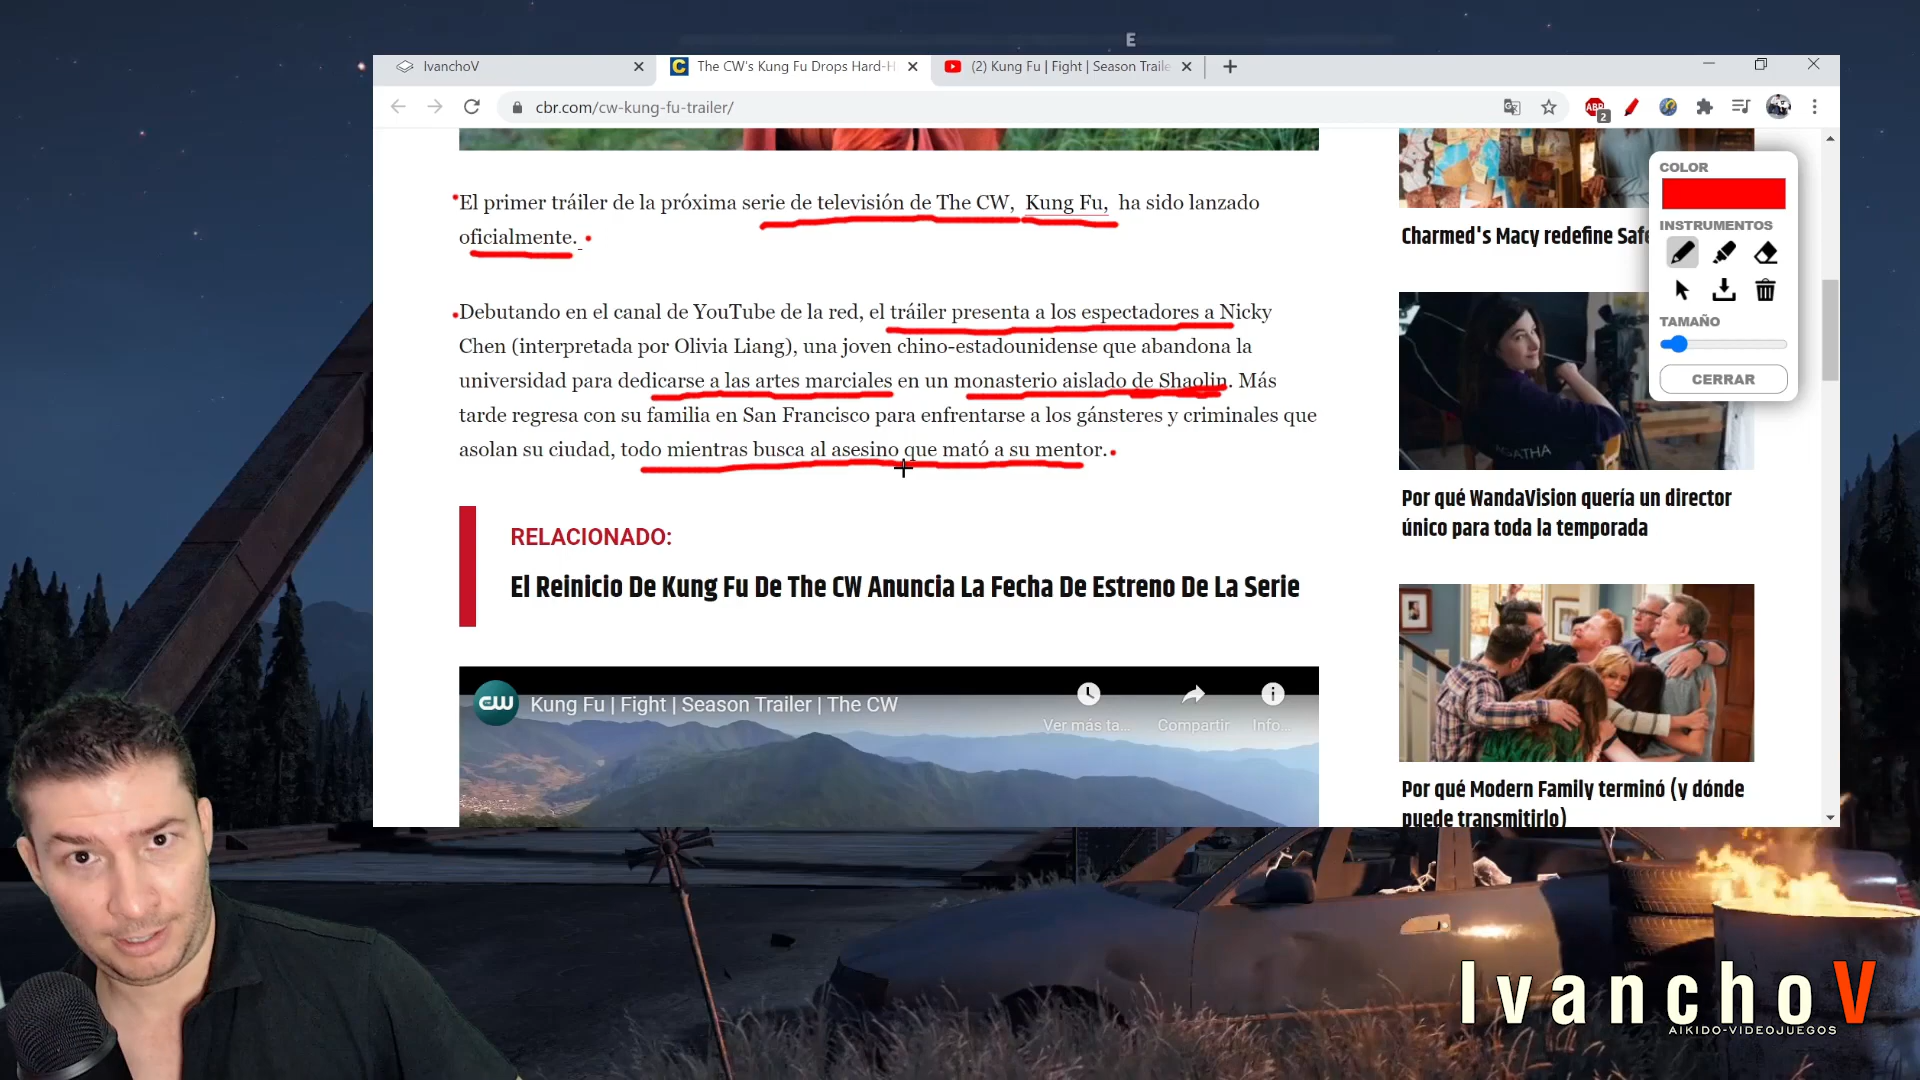 E
IvanchoV
The CW's Kung Fu Drops Hard-H
(2) Kung Fu | Fight | Season Traile
cbr.com/cw-kung-fu-trailer/
ABP
2
El primer tráiler de la próxima serie de televisión de The CW, Kung Fu, ha sido lanzado
oficialmente.
Debutando en el canal de YouTube de la red, el tráiler presenta a los espectadores a Nicky
Chen (interpretada por Olivia Liang), una joven chino-estadounidense que abandona la
universidad para dedicarse a las artes marciales en un monasterio aislado de Shaolin. Más
tarde regresa con su familia en San Francisco para enfrentarse a los gánsteres y criminales que
asolan su ciudad, todo mientras busca al asesino que mató a su mentor.
RELACIONADO:
El Reinicio De Kung Fu De The CW Anuncia La Fecha De Estreno De La Serie
CW
Kung Fu | Fight | Season Trailer | The CW
Ver más ta...
Compartir
Info...
Charmed's Macy redefine Safe
AGATHA
Por qué WandaVision quería un director
único para toda la temporada
Por qué Modern Family terminó (y dónde
puede transmitirlo)
COLOR
INSTRUMENTOS
TAMAÑO
CERRAR
IvanchoV
AIKIDO-VIDEOJUEGOS